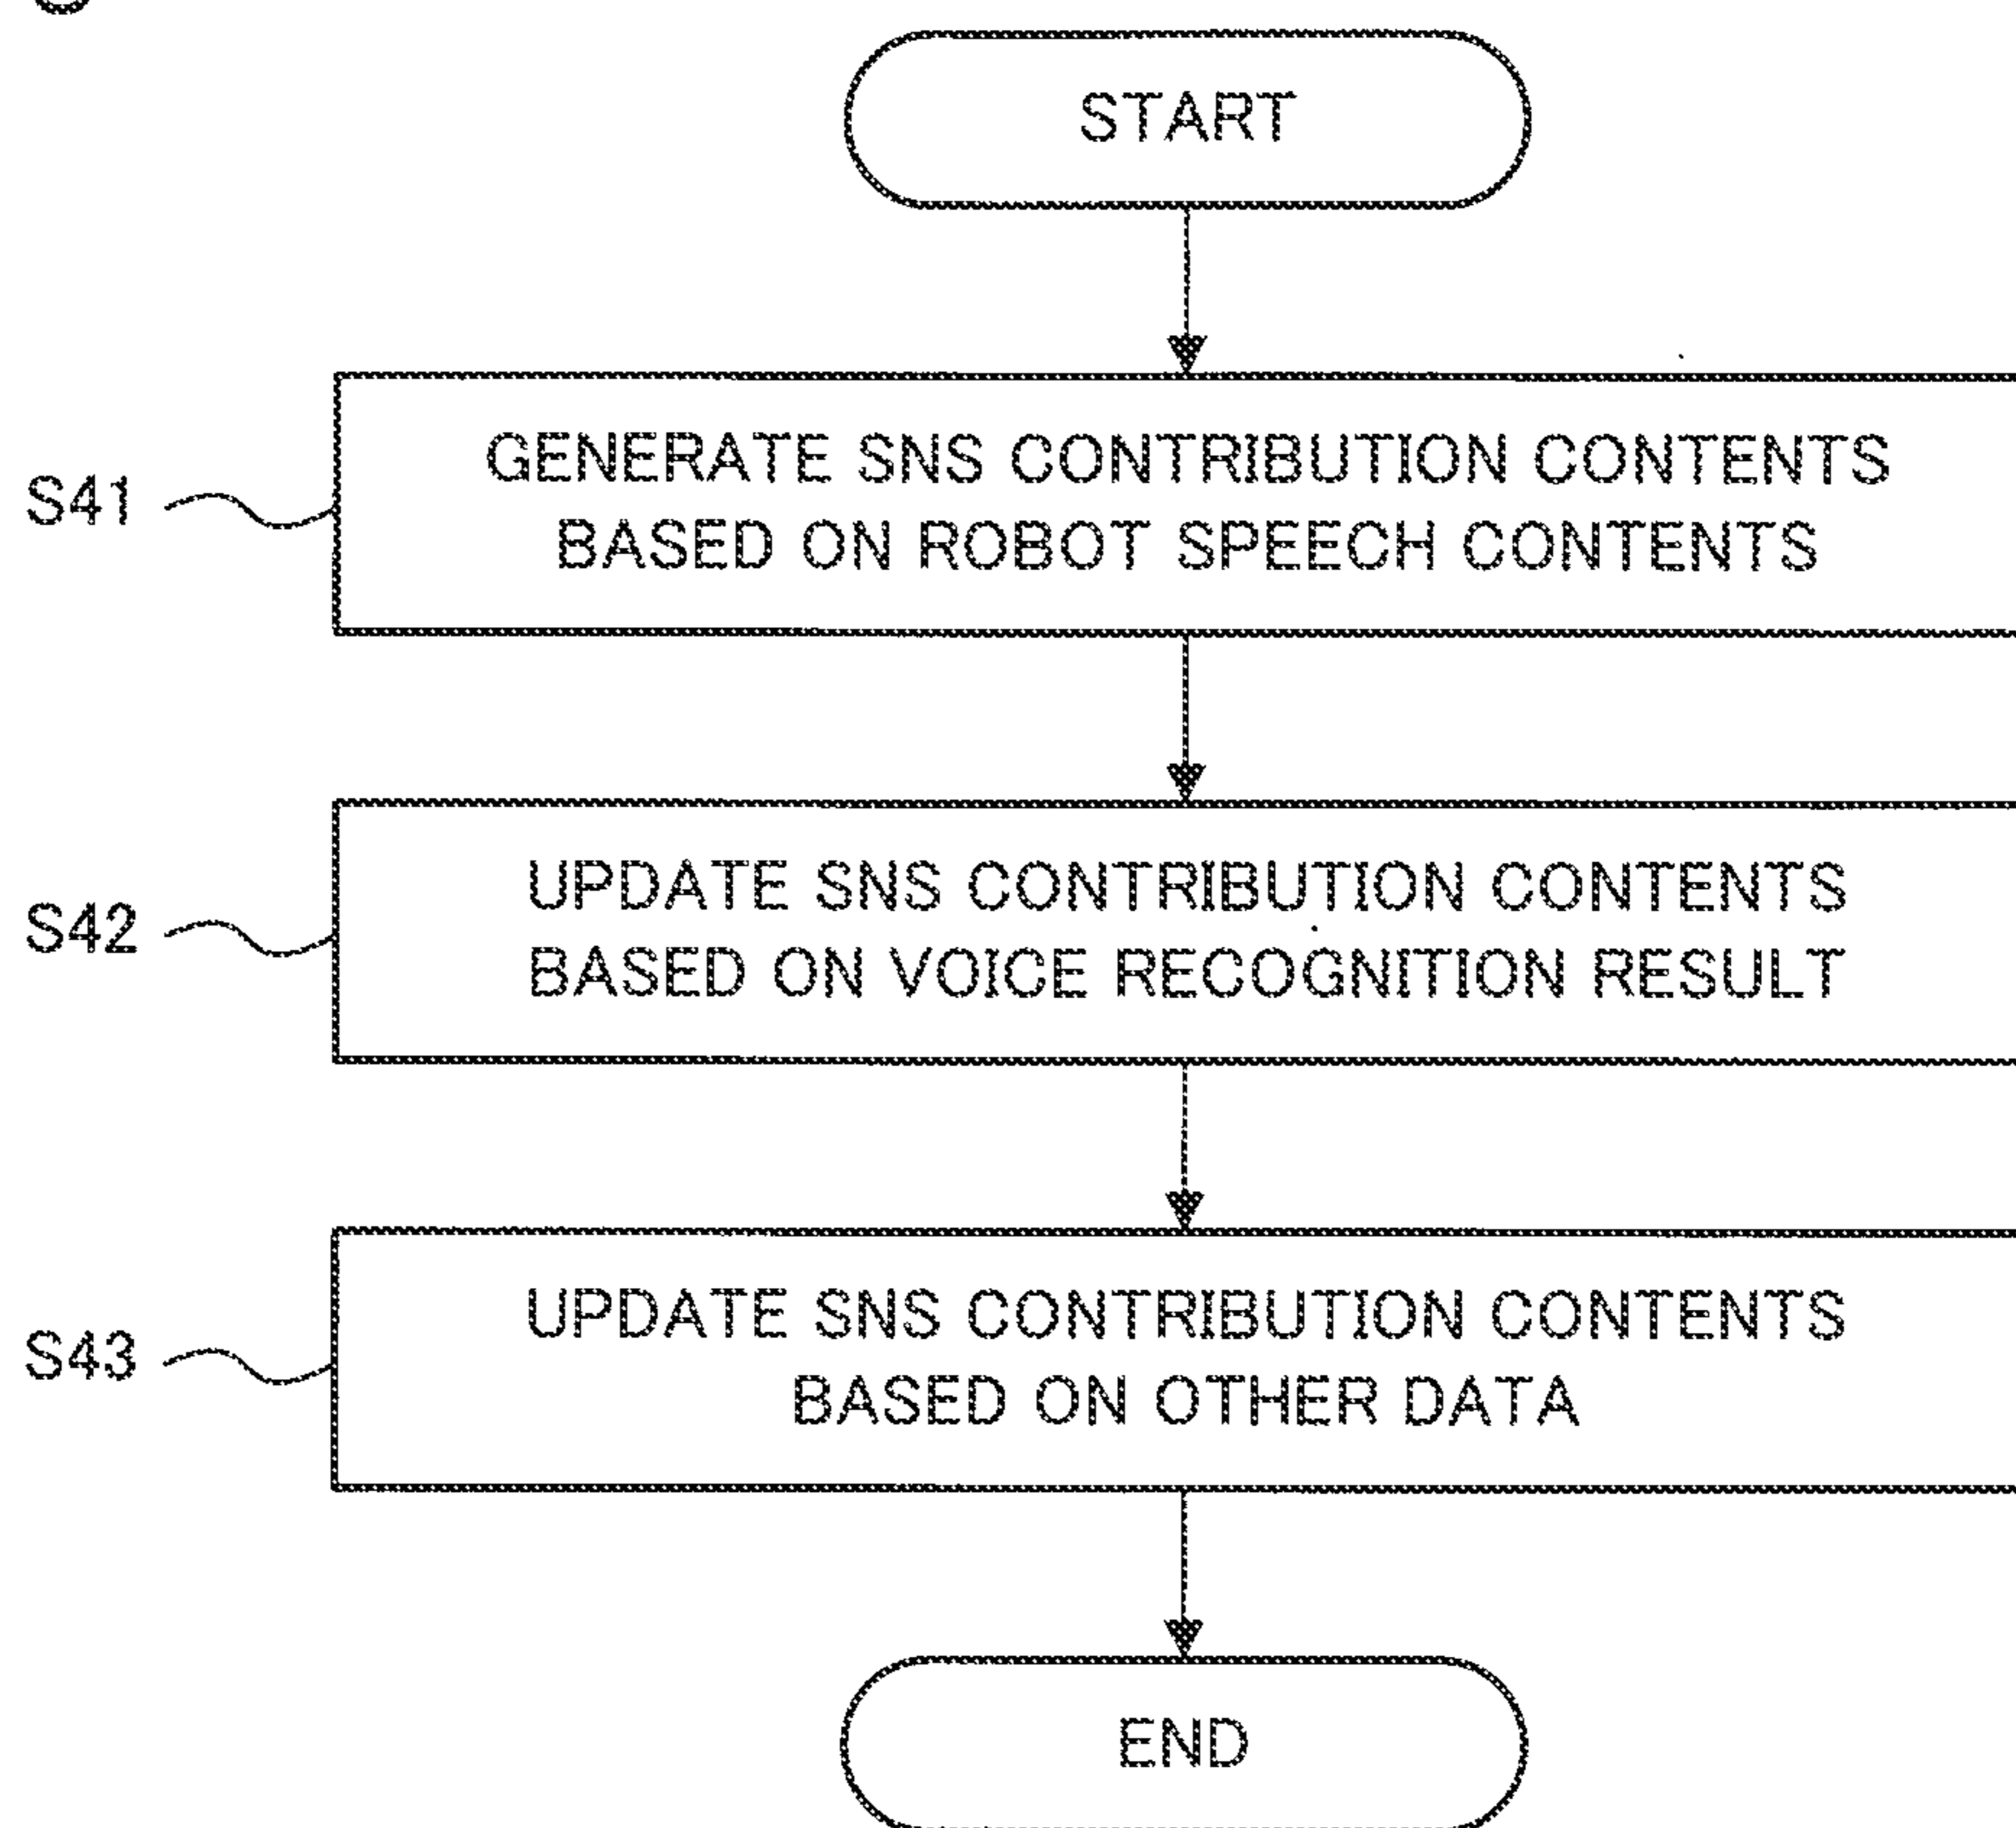 START
S41
GENERATE SNS CONTRIBUTION CONTENTS
BASED ON ROBOT SPEECH CONTENTS
S42
UPDATE SNS CONTRIBUTION CONTENTS
BASED ON VOICE RECOGNITION RESULT
S43
UPDATE SNS CONTRIBUTION CONTENTS
BASED ON OTHER DATA
END